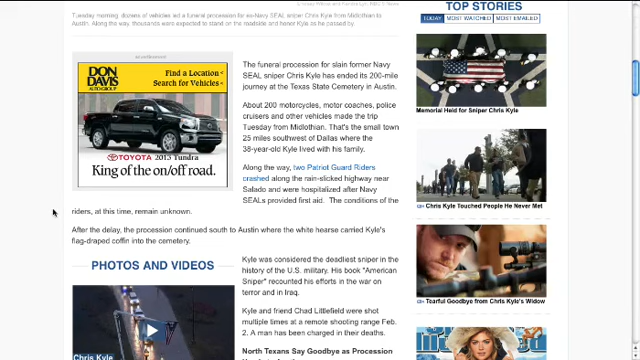 © Casey Wilson and Kendra Lyn, NBC 5 News
Tuesday morning, dozens of vehicles led a funeral procession for ex-Navy SEAL sniper Chris Kyle from Midlothian to
Austin. Along the way, thousands were expected to stand on the roadside and honor Kyle as he passed by.
advertisement
DON
DAVIS
AUTO GROUP
Find a Location <
Search for Vehicles <
TOYOTA 2013 Tundra
King of the on/off road.
The funeral procession for slain former Navy
SEAL sniper Chris Kyle has ended its 200-mile
journey at the Texas State Cemetery in Austin.
About 200 motorcycles, motor coaches, police
cruisers and other vehicles made the trip
Tuesday from Midlothian. That's the small town
25 miles southwest of Dallas where the
38-year-old Kyle lived with his family.
Along the way, two Patriot Guard Riders
crashed along the rain-slicked highway near
Salado and were hospitalized after Navy
SEALs provided first aid. The conditions of the
riders, at this time, remain unknown.
After the delay, the procession continued south to Austin where the white hearse carried Kyle's
flag-draped coffin into the cemetery.
PHOTOS AND VIDEOS
Chris Kyle
Kyle was considered the deadliest sniper in the
history of the U.S. military. His book "American
Sniper" recounted his efforts in the war on
terror and in Iraq.
Kyle and friend Chad Littlefield were shot
multiple times at a remote shooting range Feb.
2. A man has been charged in their deaths.
North Texans Say Goodbye as Procession
TOP STORIES
TODAY
MOST WATCHED
MOST EMAILED
Memorial Held for Sniper Chris Kyle
Chris Kyle Touched People He Never Met
Tearful Goodbye from Chris Kyle's Widow